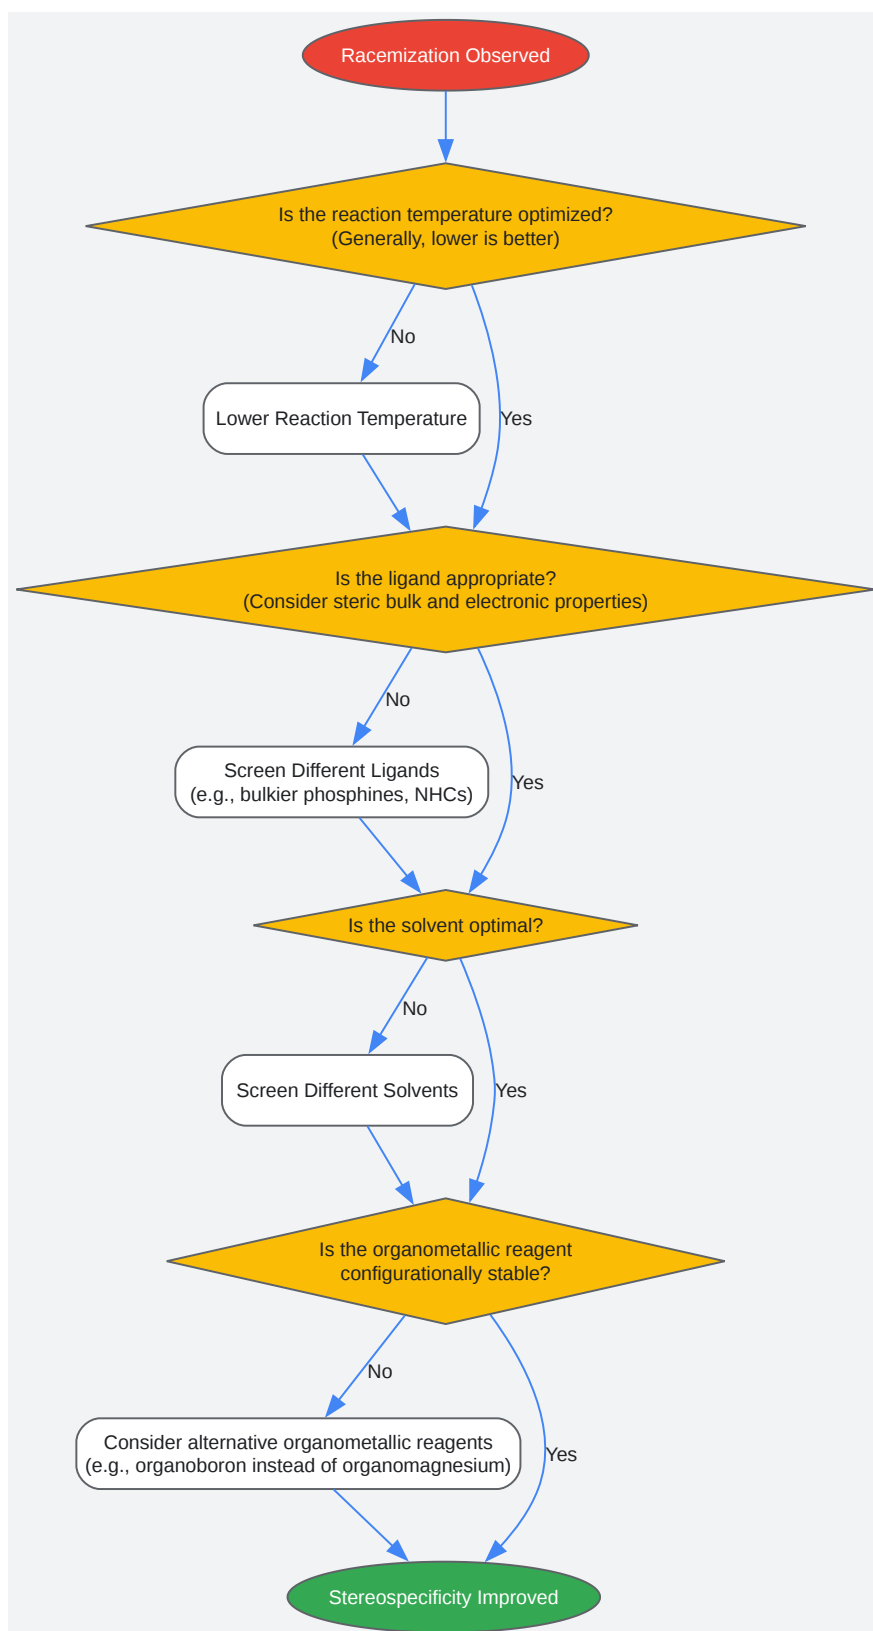 Racemization Observed
Is the reaction temperature optimized?
(Generally, lower is better)
No
Lower Reaction Temperature
Yes
Is the ligand appropriate?
(Consider steric bulk and electronic properties)
No
Screen Different Ligands
(e.g., bulkier phosphines, NHCs)
Yes
Is the solvent optimal?
No
Screen Different Solvents
Yes
Is the organometallic reagent
configurationally stable?
No
Consider alternative organometallic reagents
(e.g., organoboron instead of organomagnesium)
Yes
Stereospecificity Improved